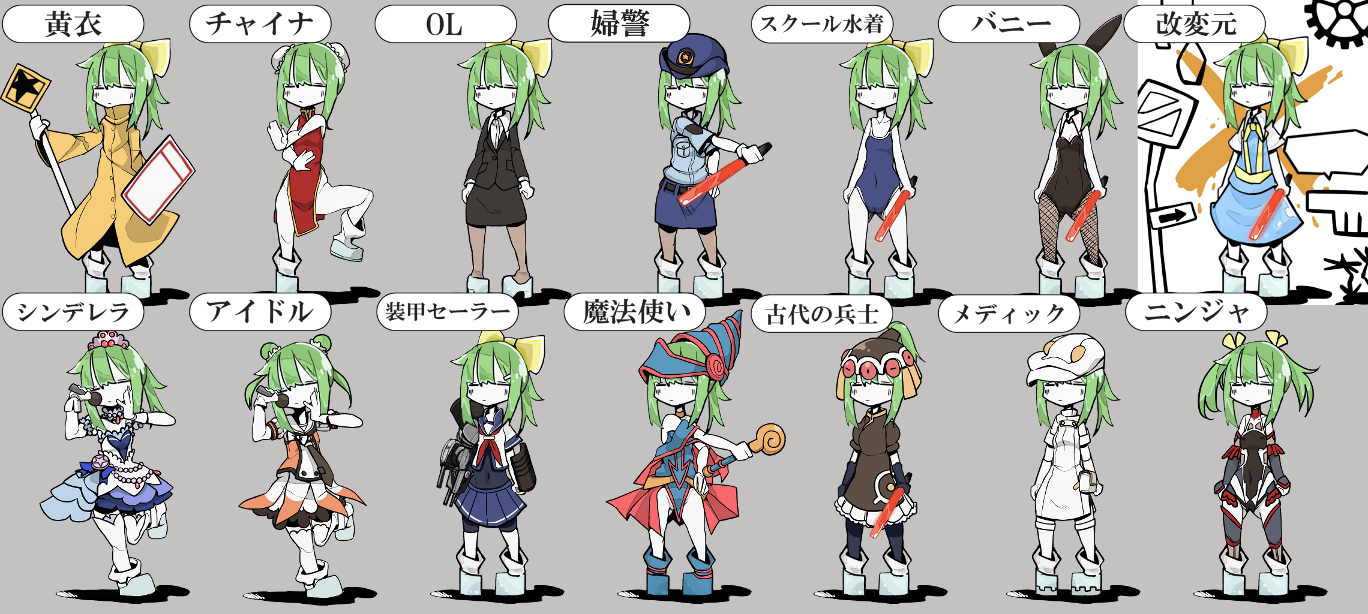 黄衣
チャイナ
OL
婦警
スクール水着
バニー
改変元
シンデレラ
アイドル
装甲セーラー
魔法使い
古代の兵士
メディック
ニンジャ